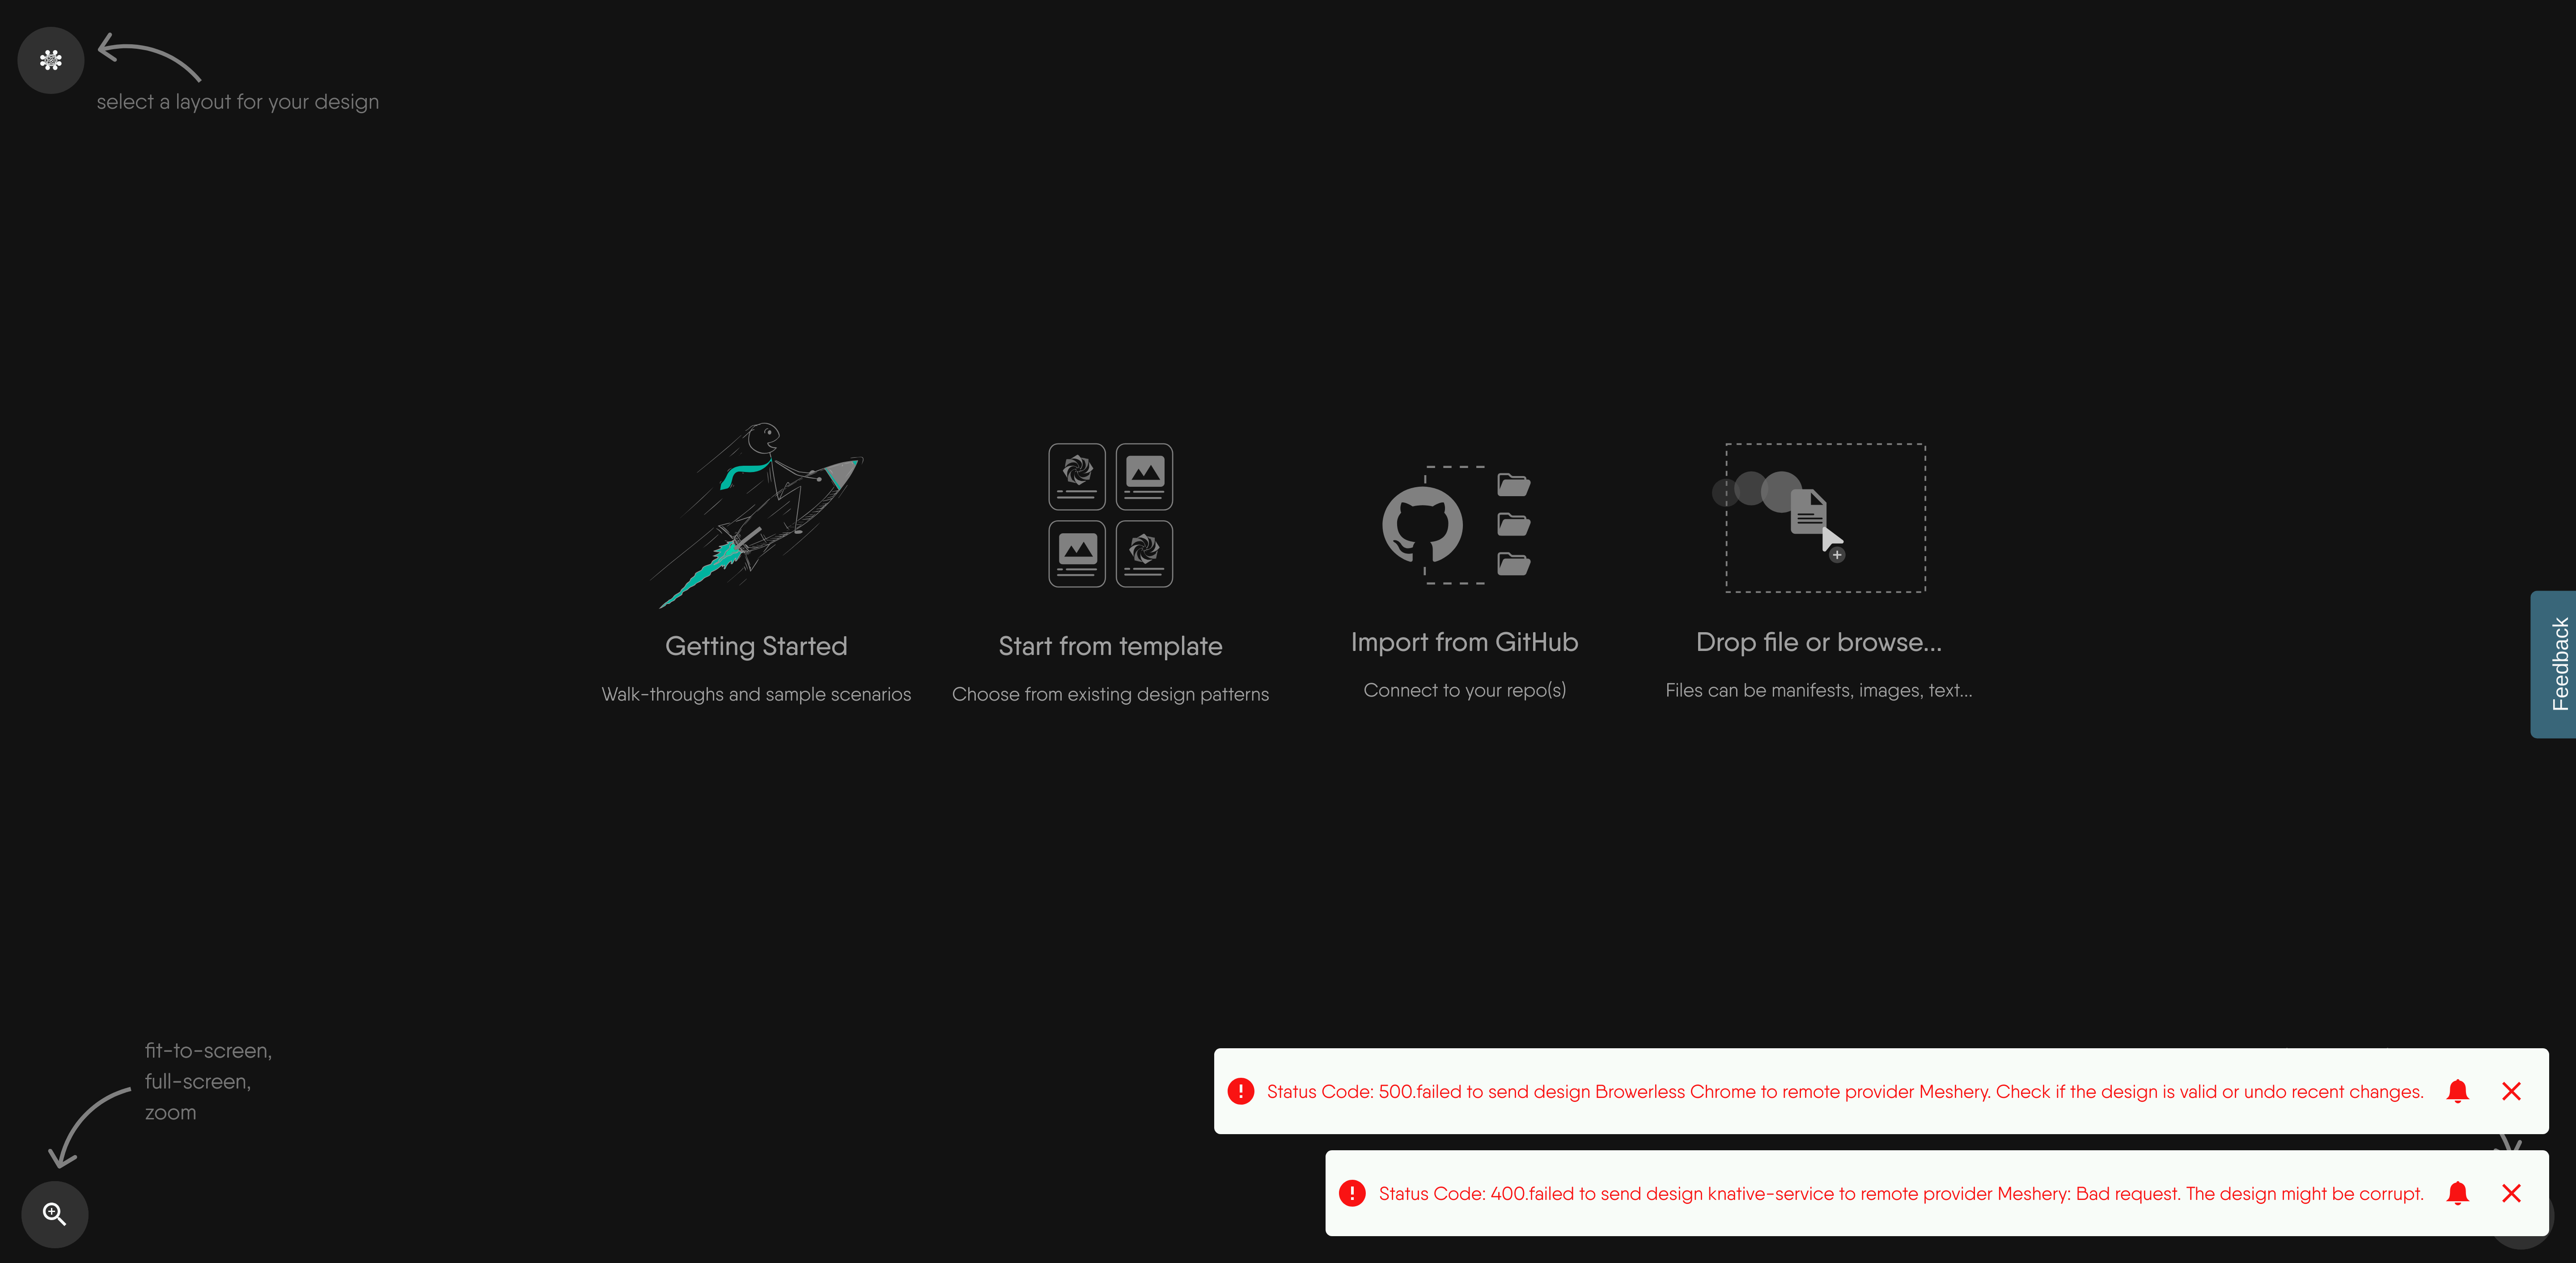 select a layout for your design
Getting Started
Walk-throughs and sample scenarios
Start from template
Choose from existing design patterns
Import from GitHub
Connect to your repo(s)
Drop file or browse...
Files can be manifests, images, text...
Feedback
fit-to-screen,
full-screen,
zoom
Status Code: 500.failed to send design Browerless Chrome to remote provider Meshery. Check if the design is valid or undo recent changes.
Status Code: 400.failed to send design knative-service to remote provider Meshery: Bad request. The design might be corrupt.